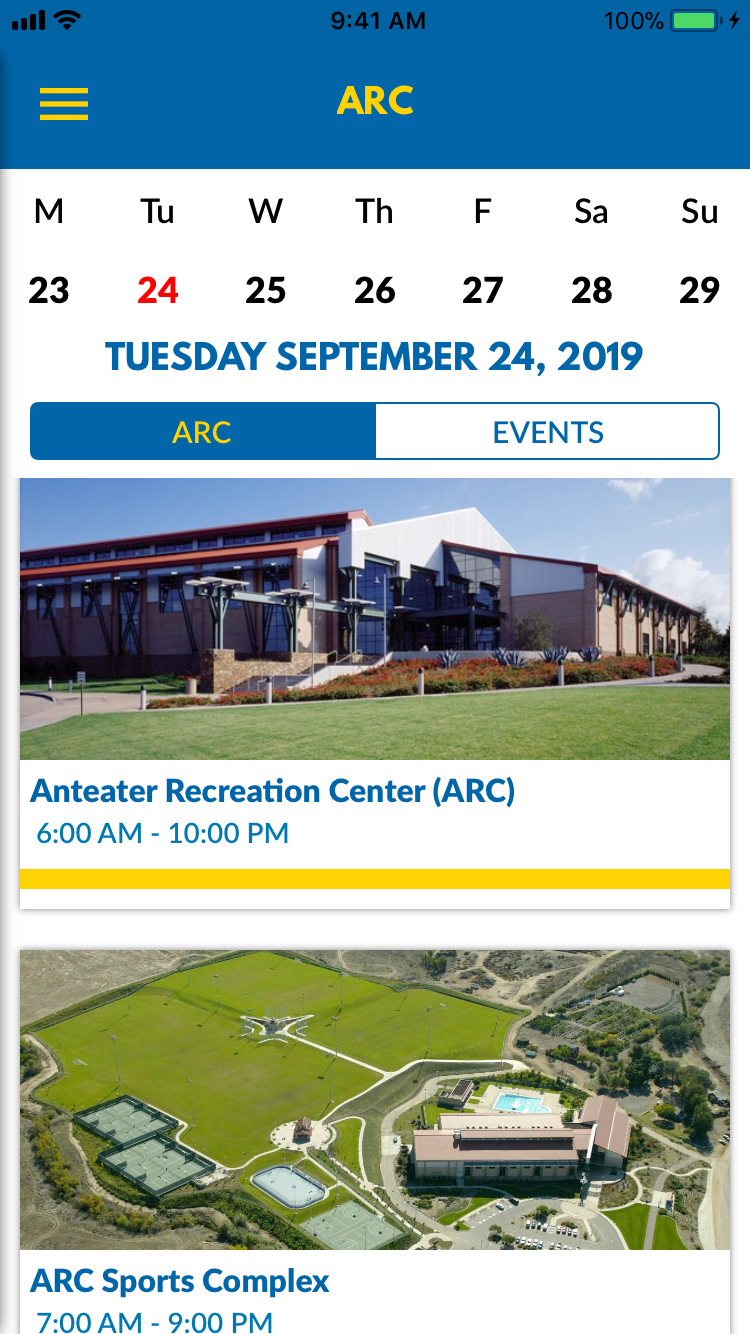 9:41 AM 100%
ARC
M Tu W Th F Sa Su
23 24 25 26 27 28 29
TUESDAY SEPTEMBER 24, 2019
ARC EVENTS
Anteater Recreation Center (ARC)
6:00 AM - 10:00 PM
ARC Sports Complex
7:00 AM - 9:00 PM